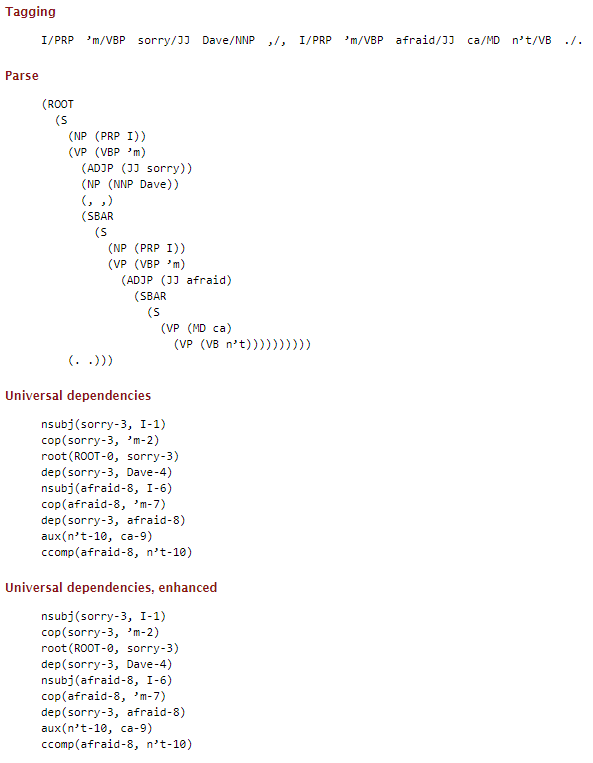 Tagging
I/PRP ’m/VBP sorry/JJ Dave/NNP ,/, I/PRP ’m/VBP afraid/JJ ca/MD n’t/VB ./.
Parse
(ROOT
  (S
    (NP (PRP I))
    (VP (VBP ’m)
      (ADJP (JJ sorry))
      (NP (NNP Dave))
      (, ,)
      (SBAR
        (S
          (NP (PRP I))
          (VP (VBP ’m)
            (ADJP (JJ afraid)
              (SBAR
                (S
                  (VP (MD ca)
                    (VP (VB n’t))))))))))
    (. .)))
Universal dependencies
nsubj(sorry-3, I-1)
cop(sorry-3, ’m-2)
root(ROOT-0, sorry-3)
dep(sorry-3, Dave-4)
nsubj(afraid-8, I-6)
cop(afraid-8, ’m-7)
dep(sorry-3, afraid-8)
aux(n’t-10, ca-9)
ccomp(afraid-8, n’t-10)
Universal dependencies, enhanced
nsubj(sorry-3, I-1)
cop(sorry-3, ’m-2)
root(ROOT-0, sorry-3)
dep(sorry-3, Dave-4)
nsubj(afraid-8, I-6)
cop(afraid-8, ’m-7)
dep(sorry-3, afraid-8)
aux(n’t-10, ca-9)
ccomp(afraid-8, n’t-10)